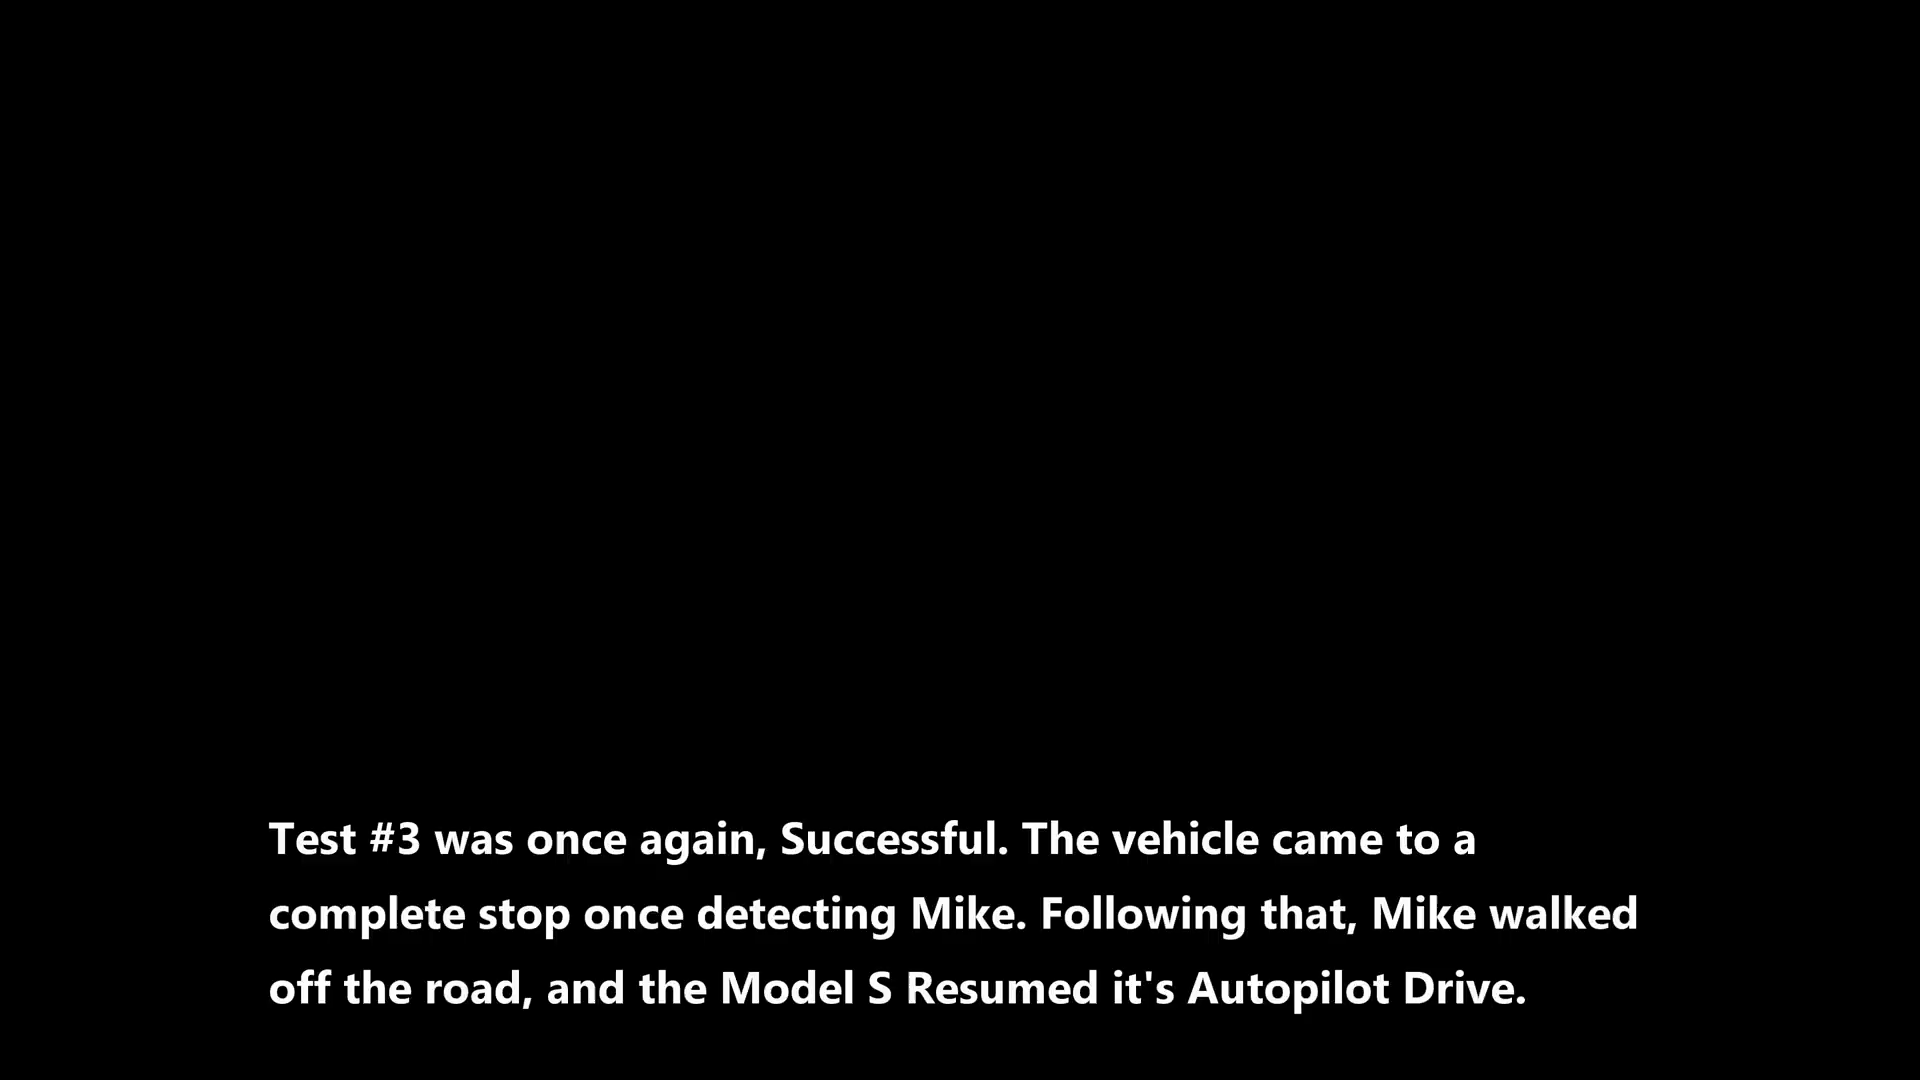 Test #3 was once again, Successful. The vehicle came to a
complete stop once detecting Mike. Following that, Mike walked
off the road, and the Model S Resumed it's Autopilot Drive.